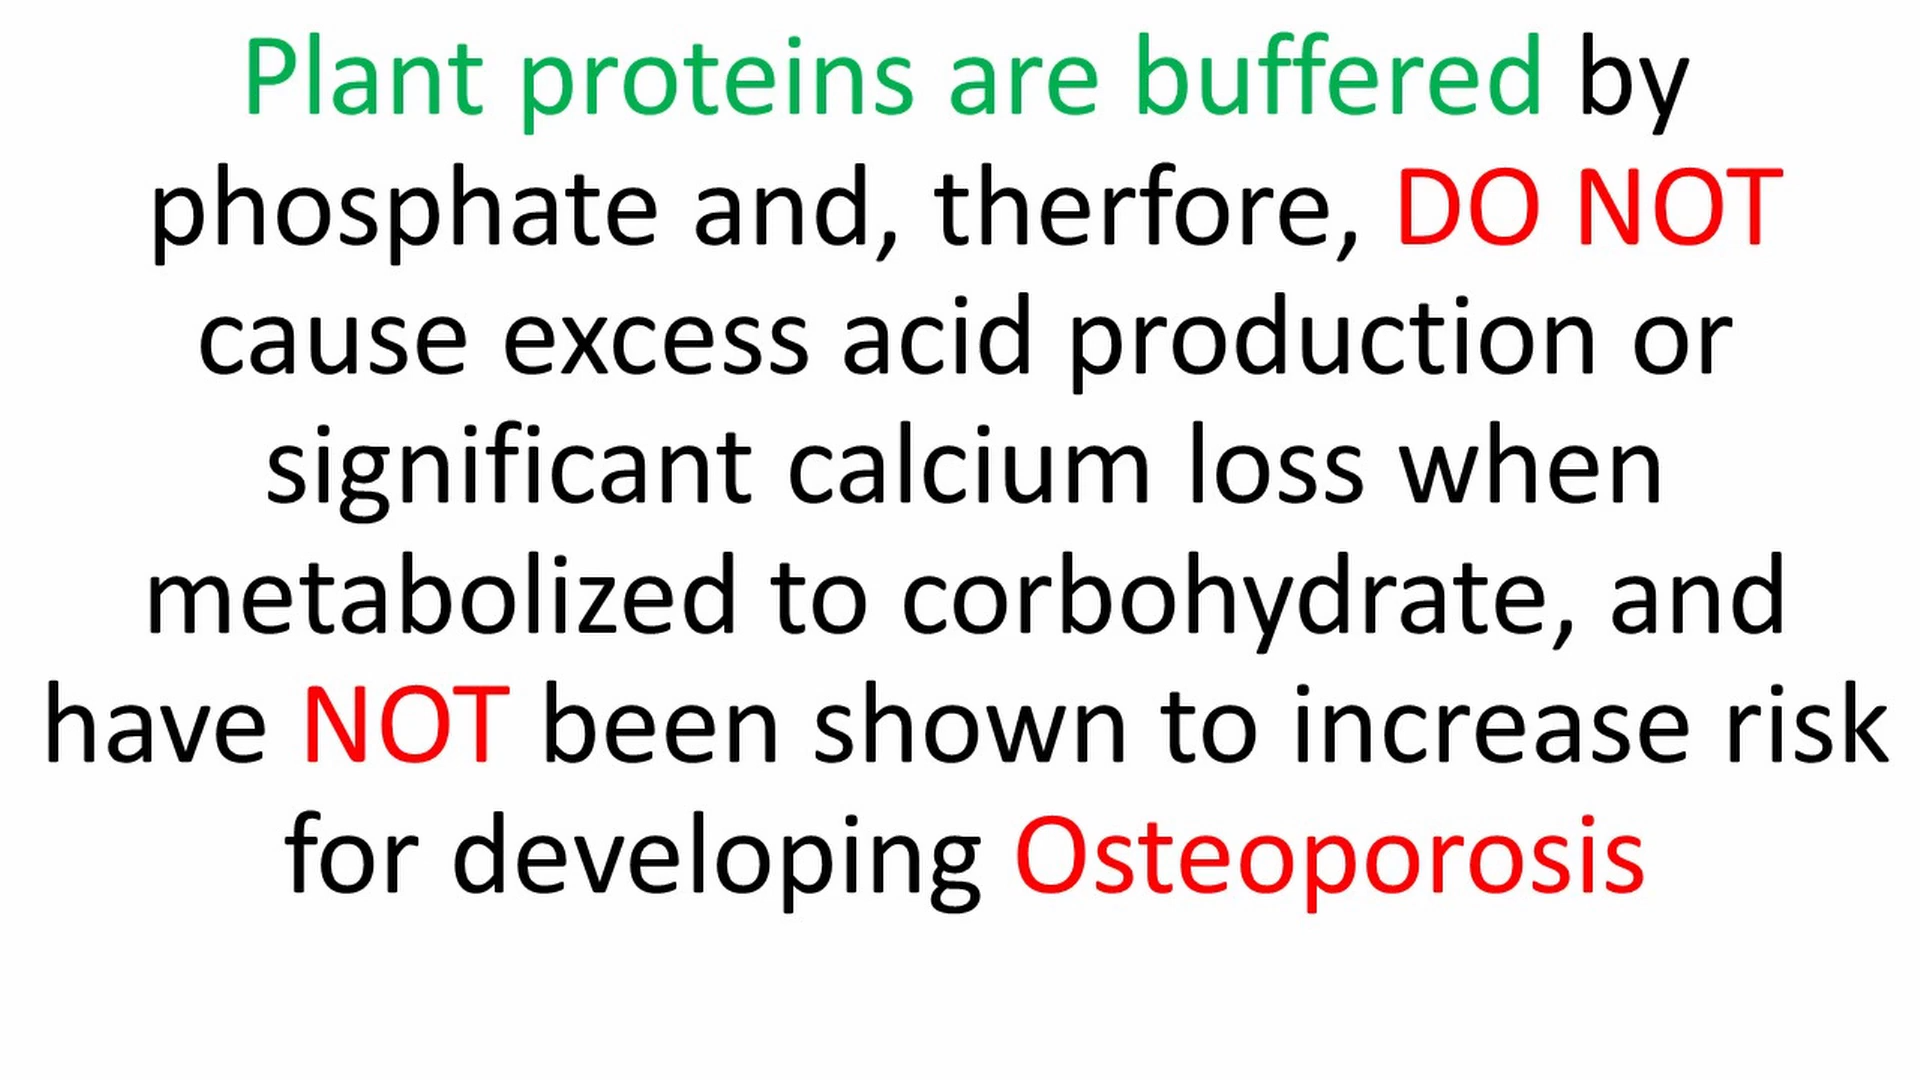 Plant proteins are buffered by
phosphate and, therfore, DO NOT
cause excess acid production or
significant calcium loss when
metabolized to corbohydrate, and
have NOT been shown to increase risk
for developing Osteoporosis